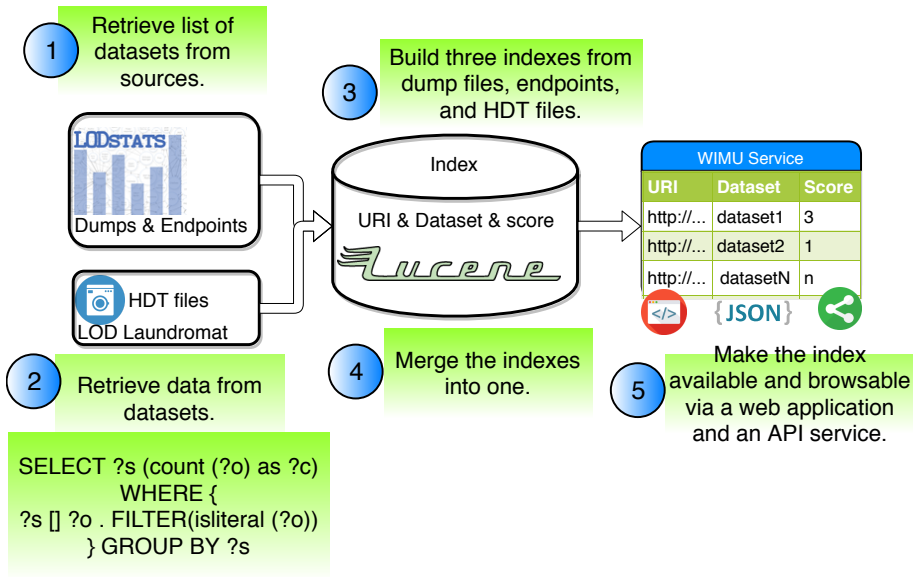 1
Retrieve list of
datasets from
sources.
LODSTATS
Dumps & Endpoints
HDT files
LOD Laundromat
2
Retrieve data from
datasets.
SELECT ?s (count (?o) as ?c)
WHERE {
?s [] ?o . FILTER(isliteral (?o))
} GROUP BY ?s
3
Build three indexes from
dump files, endpoints,
and HDT files.
Index
URI & Dataset & score
Lucene
4
Merge the indexes
into one.
WIMU Service
URI Dataset Score
http://... dataset1 3
http://... dataset2 1
http://... datasetN n
</> {JSON}
5
Make the index
available and browsable
via a web application
and an API service.